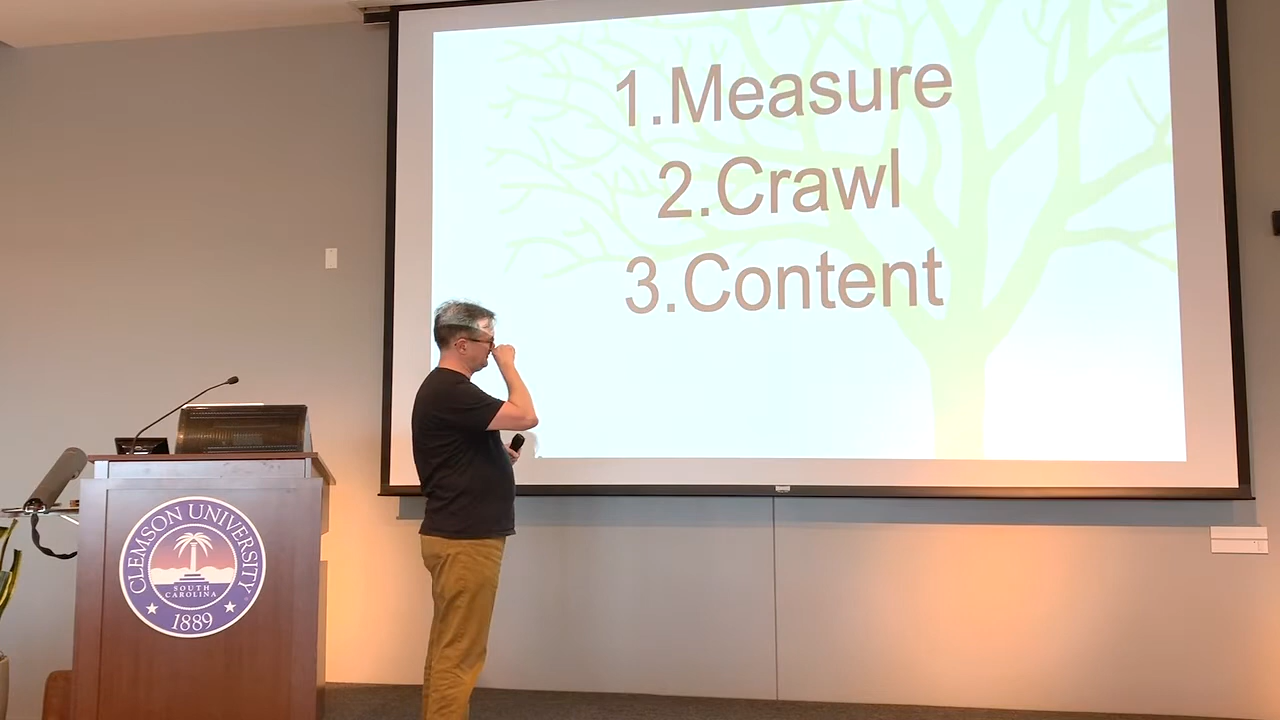 1.Measure
2.Crawl
3.Content
CLEMSON UNIVERSITY
SOUTH
CAROLINA
1889